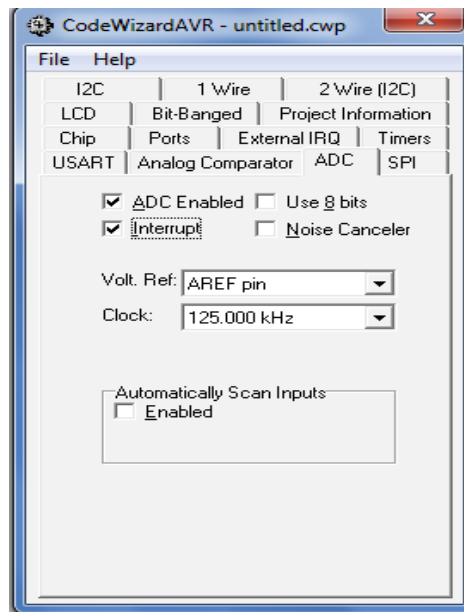 CodeWizardAVR - untitled.cwp
File Help
I2C 1 Wire 2 Wire (I2C)
LCD Bit-Banged Project Information
Chip Ports External IRQ Timers
USART Analog Comparator ADC SPI
ADC Enabled Use 8 bits
Interrupt Noise Canceler
Volt. Ref: AREF pin
Clock: 125.000 kHz
Automatically Scan Inputs
Enabled